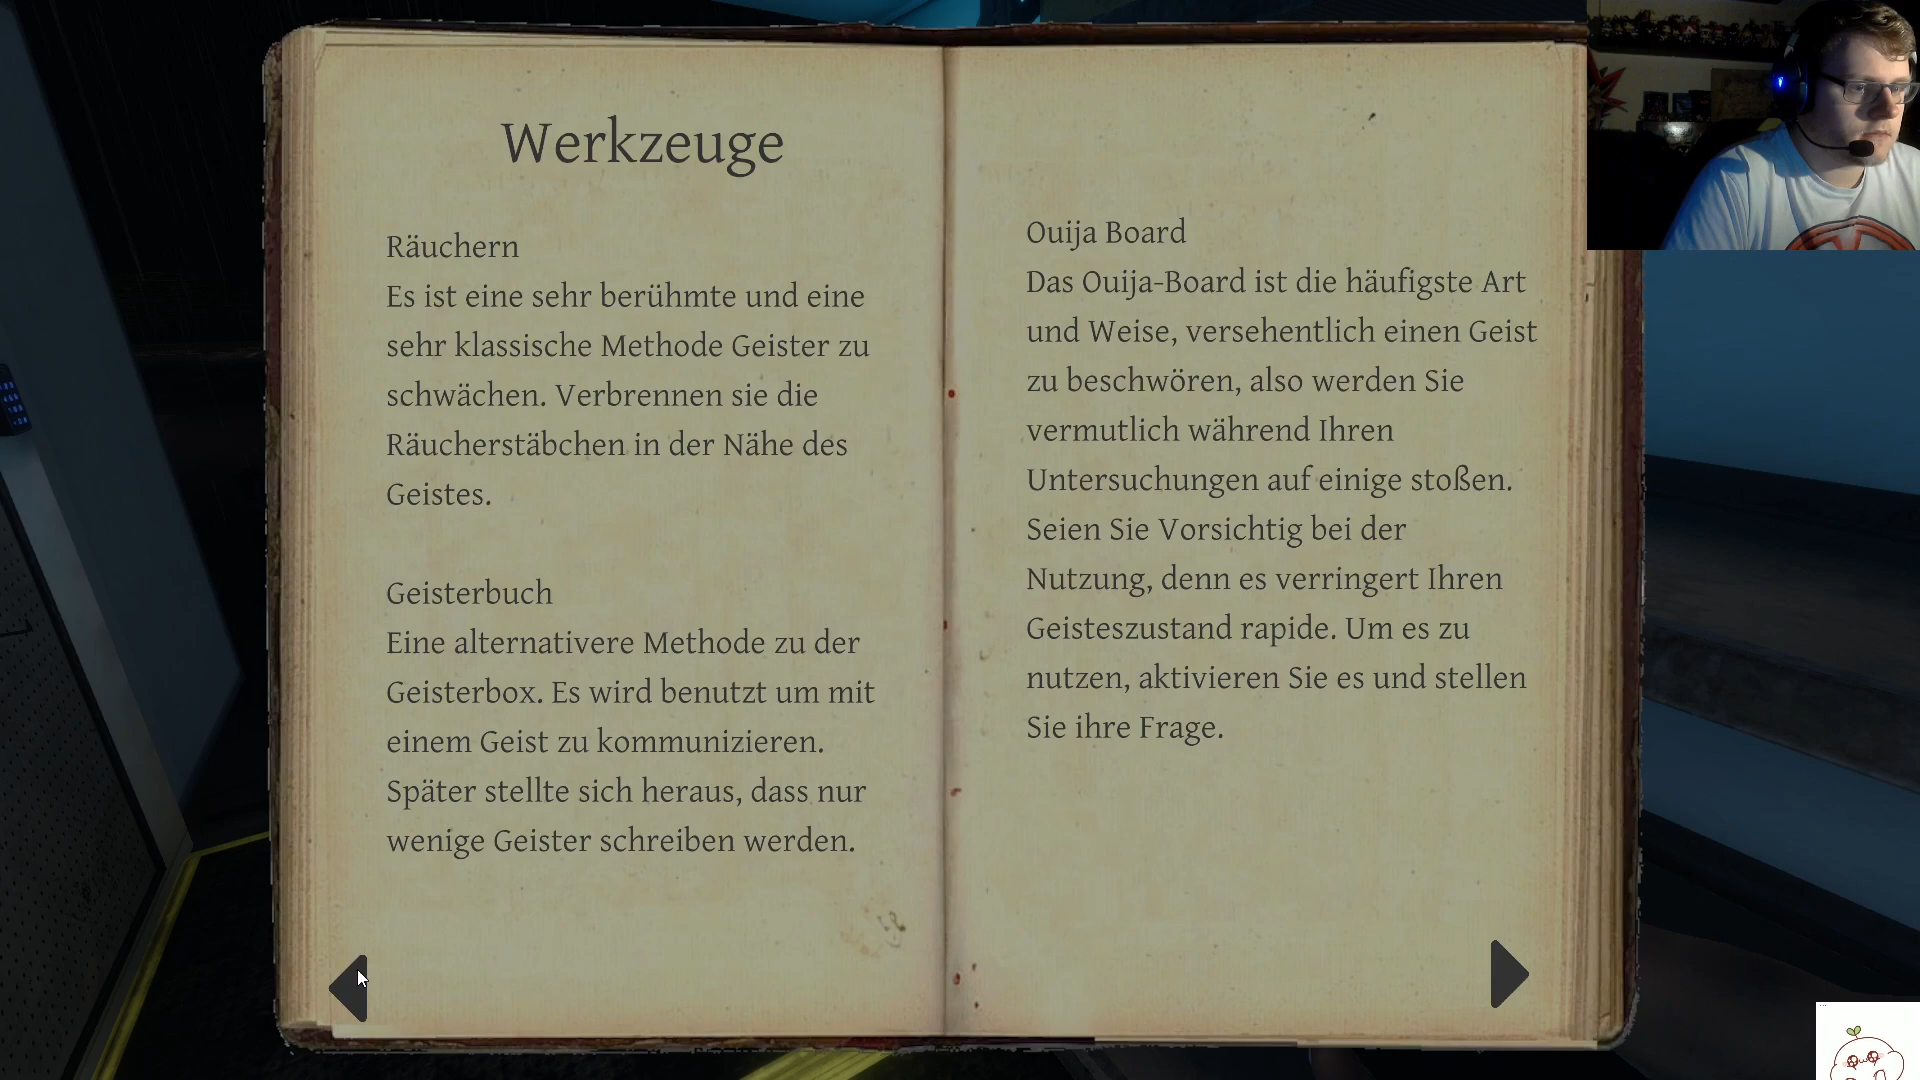 Werkzeuge
Räuchern
Es ist eine sehr berühmte und eine
sehr klassische Methode Geister zu
schwächen. Verbrennen sie die
Räucherstäbchen in der Nähe des
Geistes.
Geisterbuch
Eine alternativere Methode zu der
Geisterbox. Es wird benutzt um mit
einem Geist zu kommunizieren.
Später stellte sich heraus, dass nur
wenige Geister schreiben werden.
Ouija Board
Das Ouija-Board ist die häufigste Art
und Weise, versehentlich einen Geist
zu beschwören, also werden Sie
vermutlich während Ihren
Untersuchungen auf einige stoßen.
Seien Sie Vorsichtig bei der
Nutzung, denn es verringert Ihren
Geisteszustand rapide. Um es zu
nutzen, aktivieren Sie es und stellen
Sie ihre Frage.